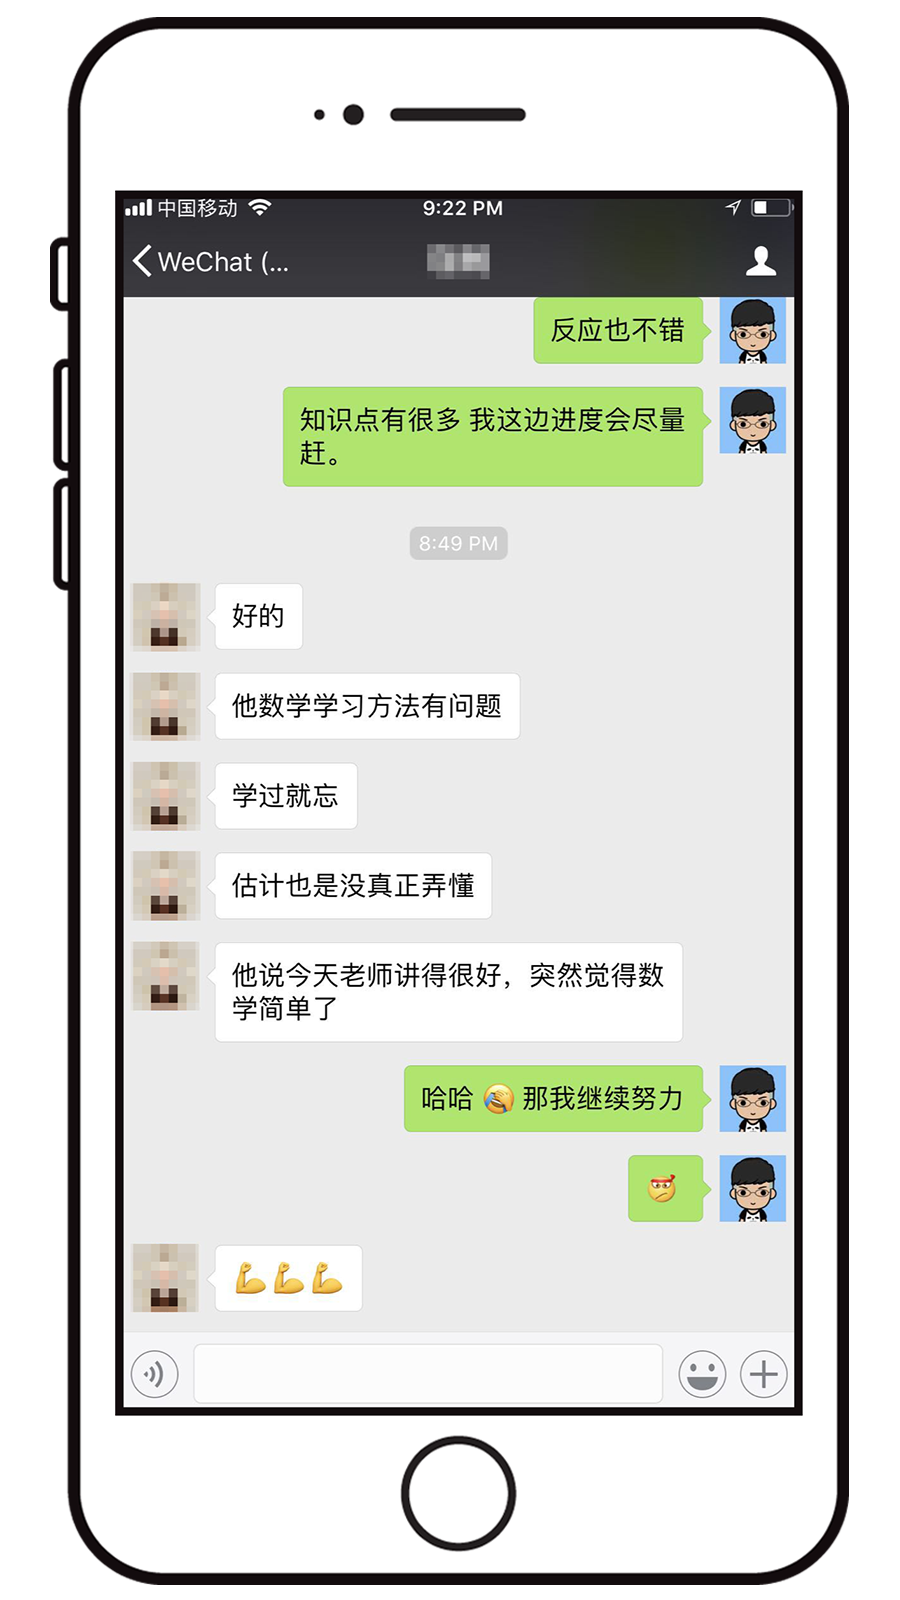 中国移动
9:22 PM
WeChat (...
反应也不错
知识点有很多 我这边进度会尽量
赶。
8:49 PM
好的
他数学学习方法有问题
学过就忘
估计也是没真正弄懂
他说今天老师讲得很好，突然觉得数
学简单了
哈哈 🤣 那我继续努力
💪💪💪